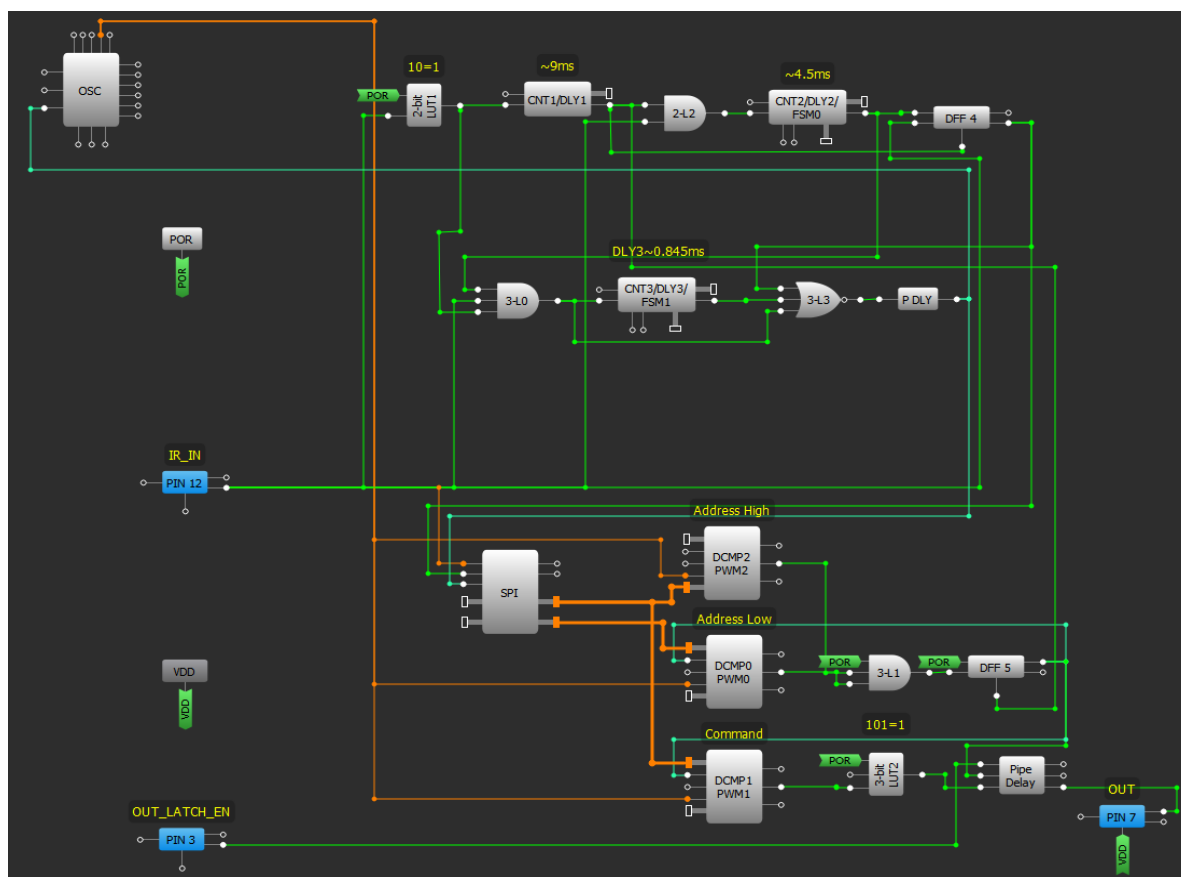 OSC
10=1
POR
2-bit
LUT1
~9ms
CNT1/DLY1
2-L2
~4.5ms
CNT2/DLY2/
FSM0
DFF 4
POR
POR
DLY3~0.845ms
3-L0
CNT3/DLY3/
FSM1
3-L3
P DLY
IR_IN
PIN 12
Address High
DCMP2
PWM2
SPI
Address Low
DCMP0
PWM0
POR
3-L1
POR
DFF 5
VDD
VDD
Command
DCMP1
PWM1
101=1
POR
3-bit
LUT2
Pipe
Delay
OUT
PIN 7
VDD
OUT_LATCH_EN
PIN 3